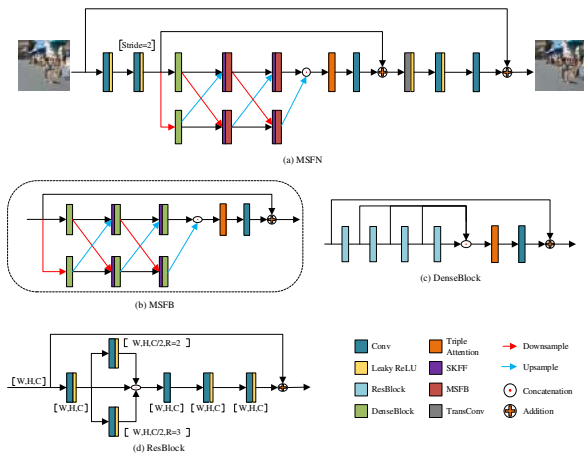 [Stride=2]
(a) MSFN
(b) MSFB
(c) DenseBlock
[W,H,C/2,R=2]
[W,H,C]
[W,H,C] [W,H,C] [W,H,C] [W,H,C]
[W,H,C/2,R=3]
(d) ResBlock
Conv
Leaky ReLU
ResBlock
DenseBlock
Triple
Attention
SKFF
MSFB
TransConv
Downsample
Upsample
Concatenation
Addition